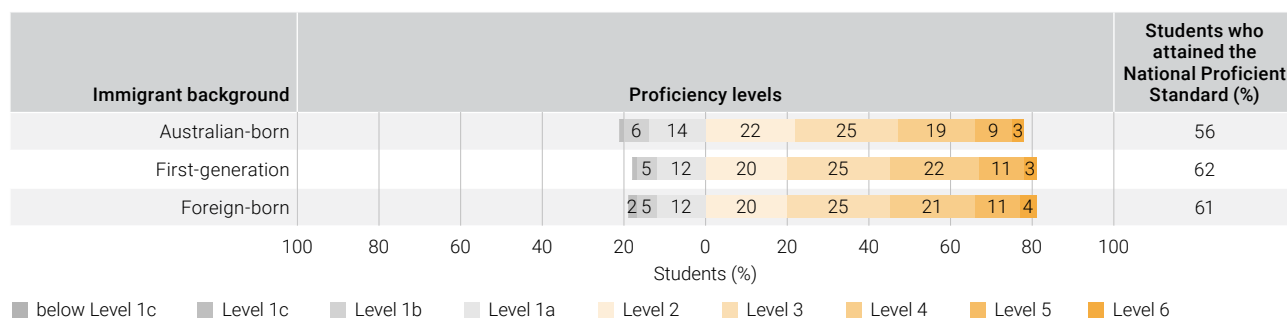 Immigrant background Proficiency levels Students who attained the National Proficient Standard (%)
Australian-born 6 14 22 25 19 9 3 56
First-generation 5 12 20 25 22 11 3 62
Foreign-born 2 5 12 20 25 21 11 4 61
100 80 60 40 20 0 20 40 60 80 100
Students (%)
below Level 1c Level 1c Level 1b Level 1a Level 2 Level 3 Level 4 Level 5 Level 6